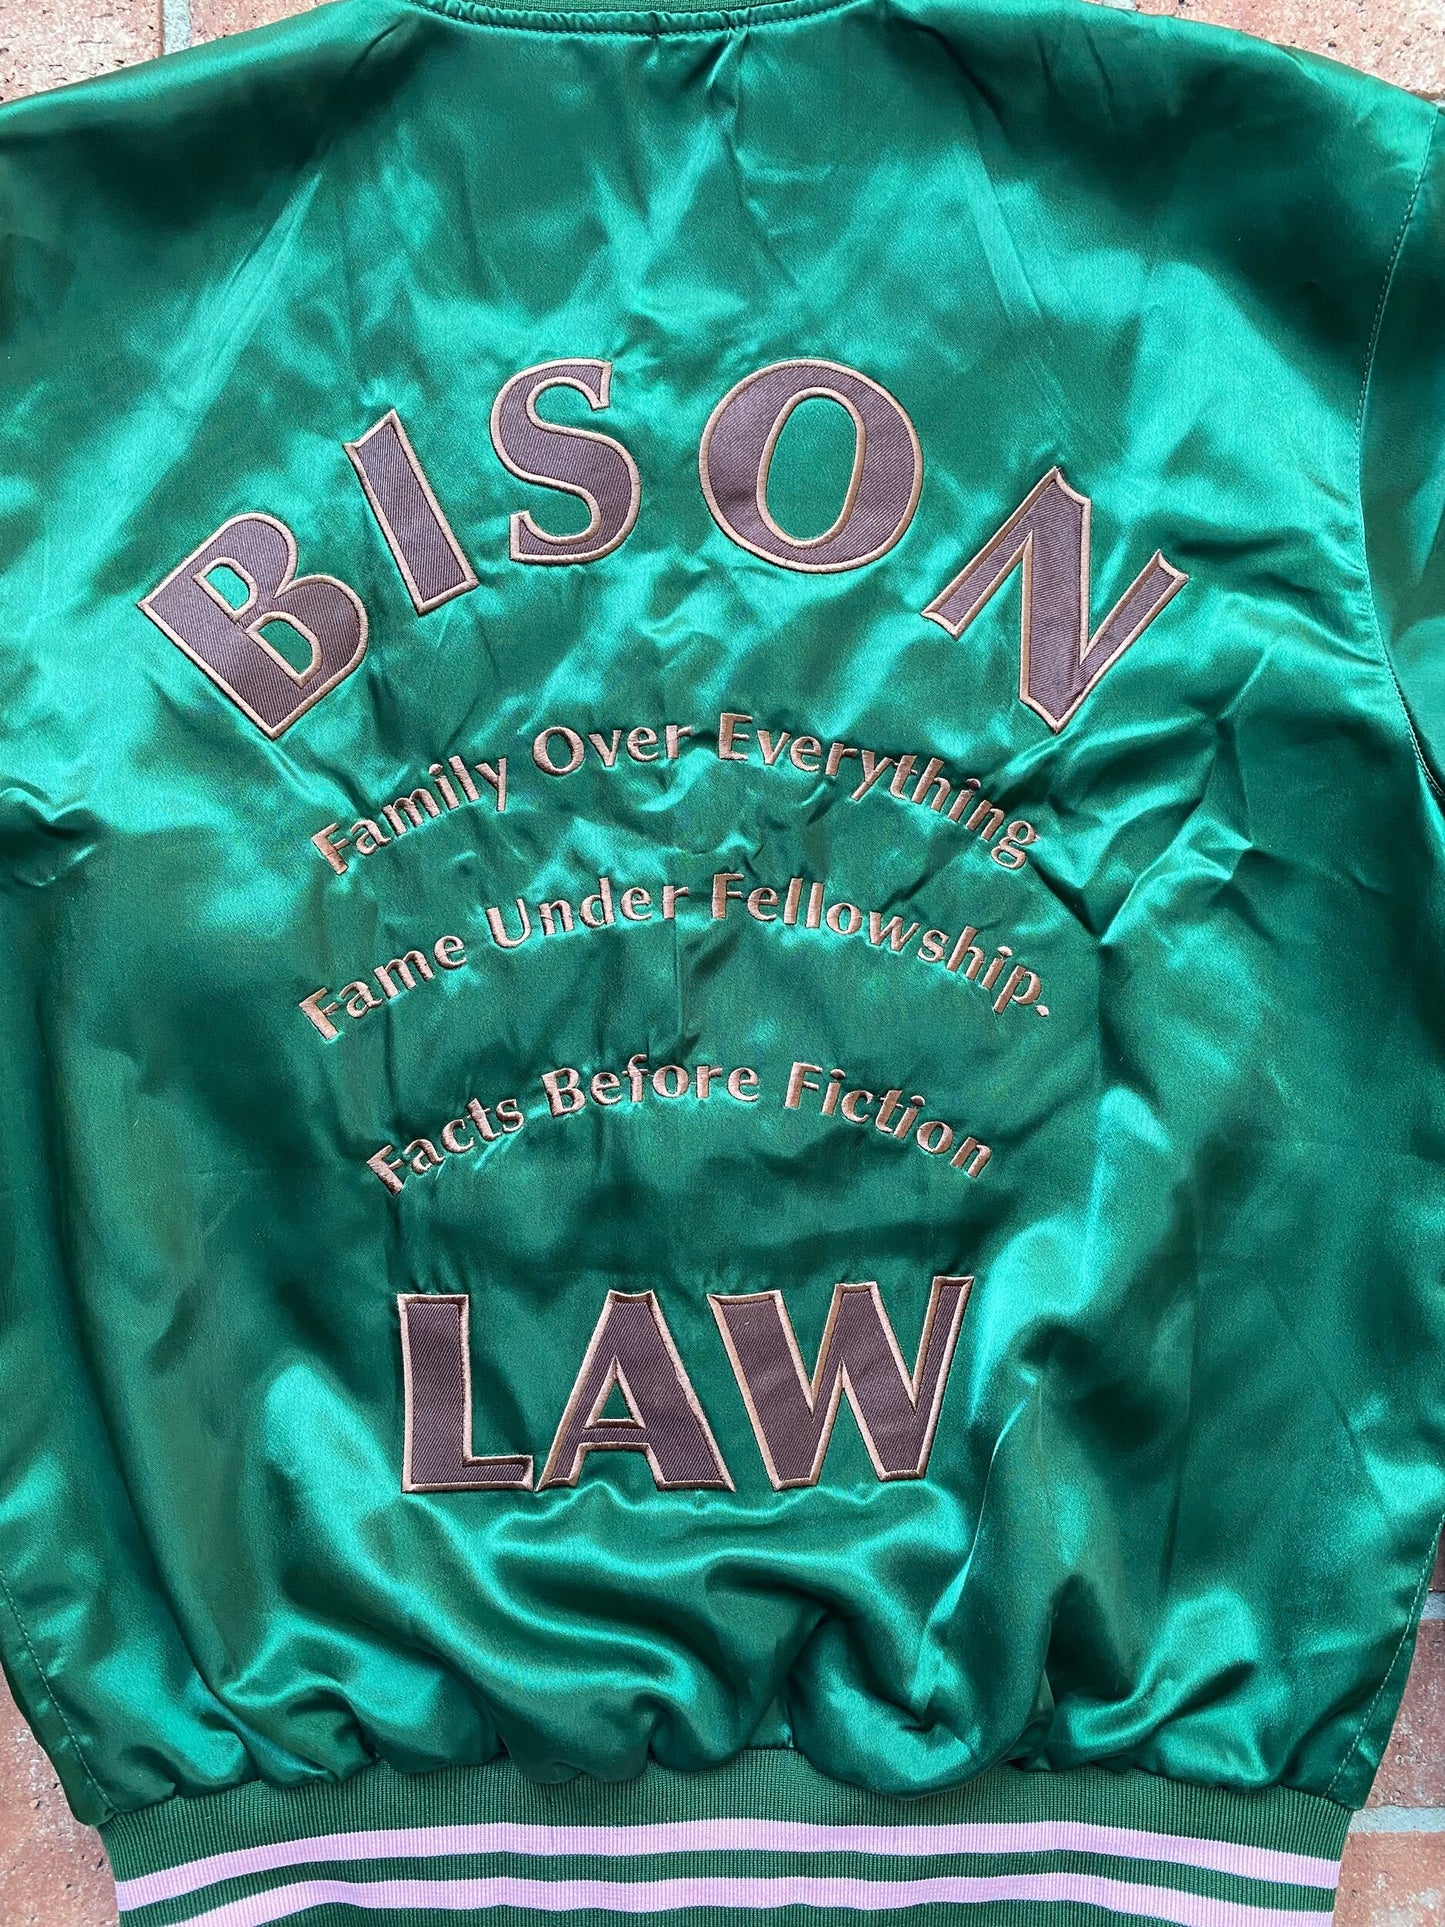 BISON
Family Over Everything
Fame Under Fellowship.
Facts Before Fiction
LAW